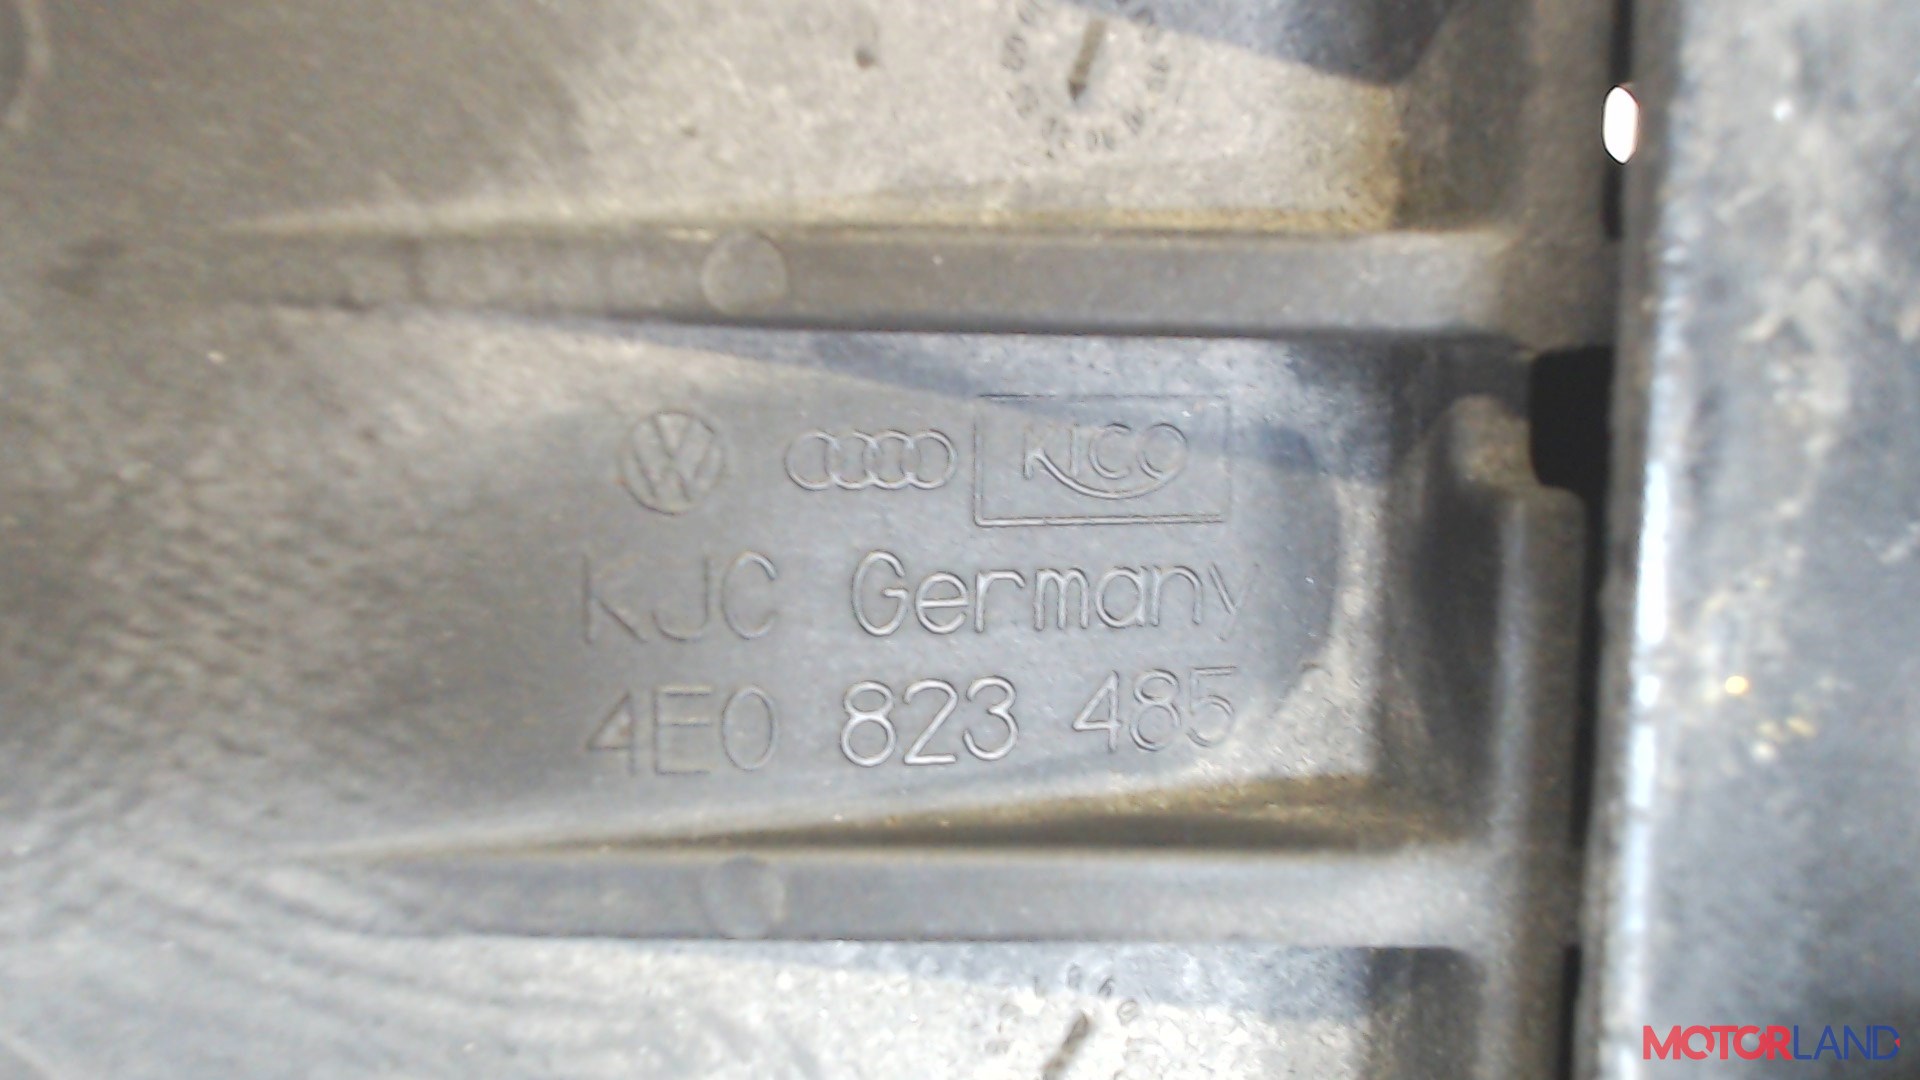 KICO
KJC Germany
4E0 823 485
MOTORLAND